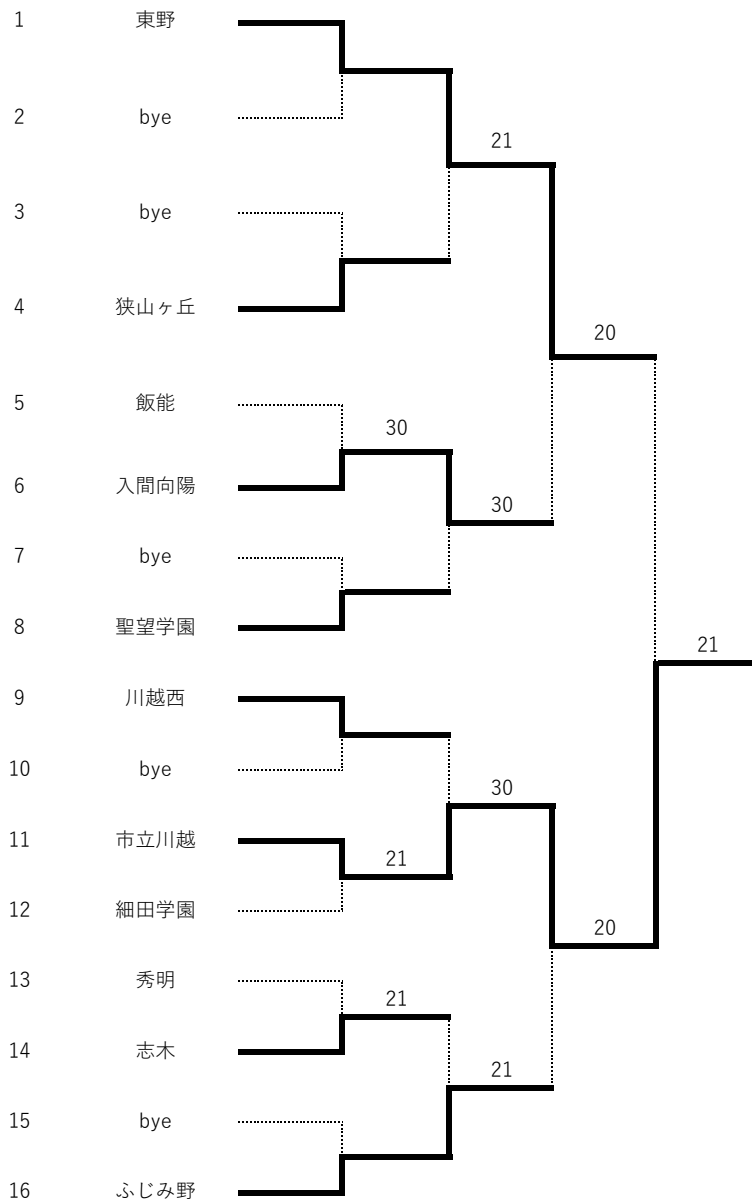 1 東野
2 bye
21
3 bye
4 狭山ヶ丘
20
5 飯能
30
6 入間向陽
30
7 bye
8 聖望学園
21
9 川越西
10 bye
30
11 市立川越
21
12 細田学園
20
13 秀明
21
14 志木
21
15 bye
16 ふじみ野